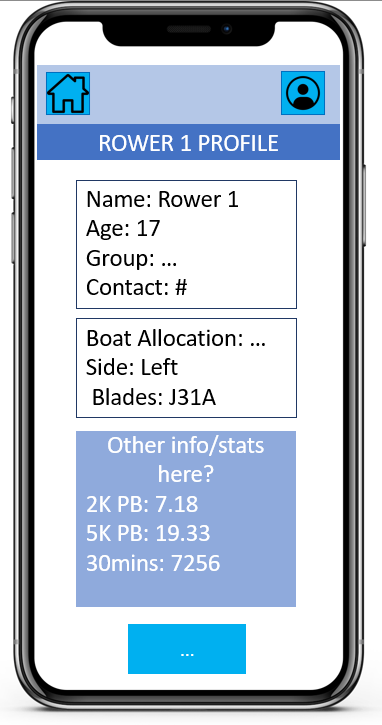 ROWER 1 PROFILE
Name: Rower 1
Age: 17
Group: ...
Contact: #
Boat Allocation: ...
Side: Left
Blades: J31A
Other info/stats
here?
2K PB: 7.18
5K PB: 19.33
30mins: 7256
...